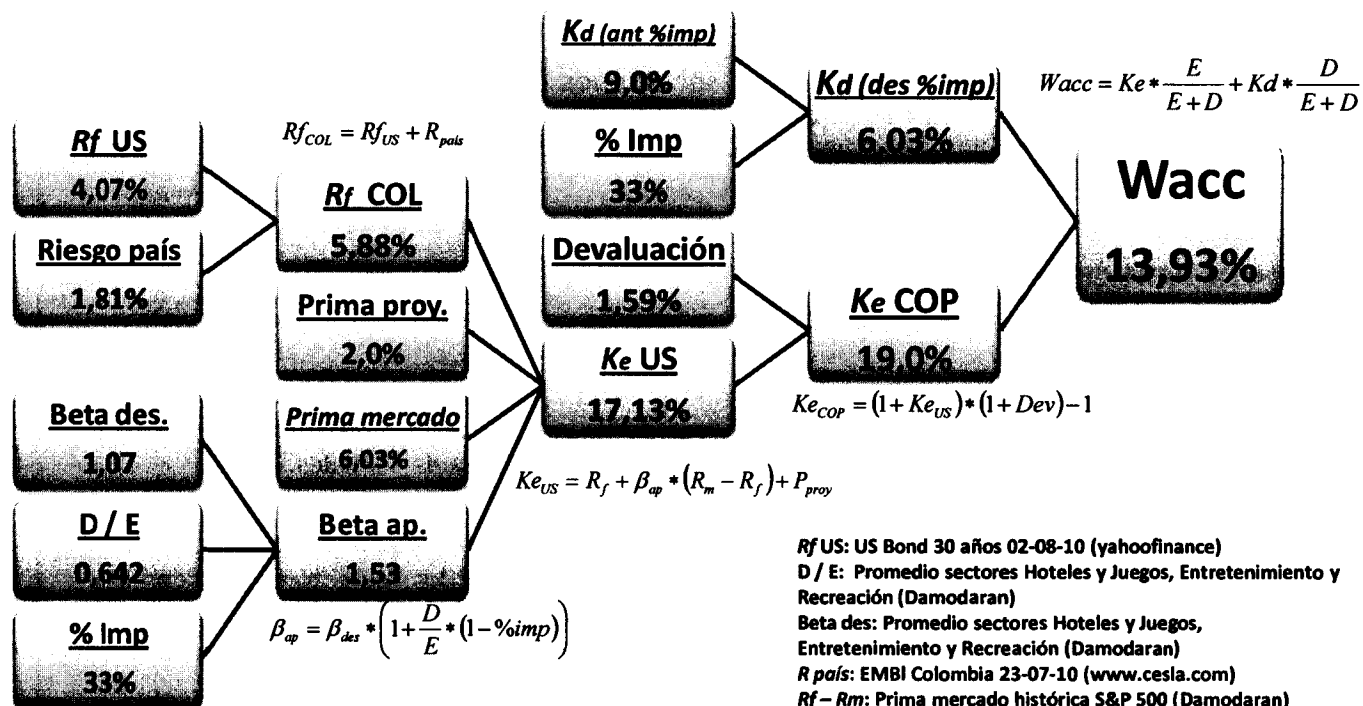 Kd (ant %imp)
9,0%
% Imp
33%
Kd (des %imp)
6,03%
Wacc = Ke * E / (E + D) + Kd * D / (E + D)
Wacc
13,93%
Rf US
4,07%
Riesgo país
1,81%
Rf_COL = Rf_US + R_país
Rf COL
5,88%
Prima proy.
2,0%
Prima mercado
6,03%
Devaluación
1,59%
Ke US
17,13%
Ke COP
19,0%
Ke_COP = (1 + Ke_US) * (1 + Dev) − 1
Ke_US = R_f + β_ap * (R_m − R_f) + P_proy
Beta des.
1,07
D / E
0,642
% Imp
33%
Beta ap.
1,53
β_ap = β_des * (1 + D/E * (1 − %imp))
Rf US: US Bond 30 años 02-08-10 (yahoofinance)
D / E: Promedio sectores Hoteles y Juegos, Entretenimiento y
Recreación (Damodaran)
Beta des: Promedio sectores Hoteles y Juegos,
Entretenimiento y Recreación (Damodaran)
R país: EMBI Colombia 23-07-10 (www.cesla.com)
Rf – Rm: Prima mercado histórica S&P 500 (Damodaran)